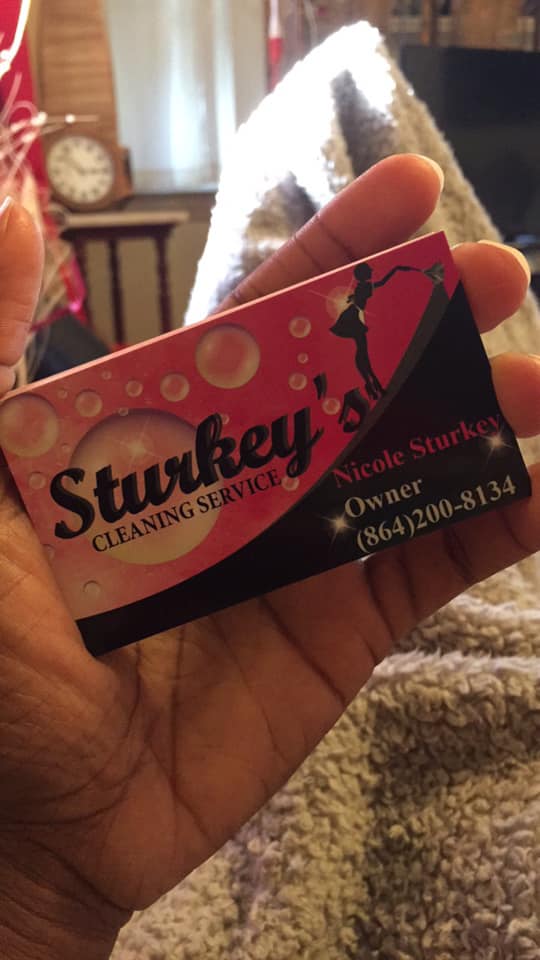 Sturkey's
CLEANING SERVICE
Nicole Sturkey
Owner
(864)200-8134